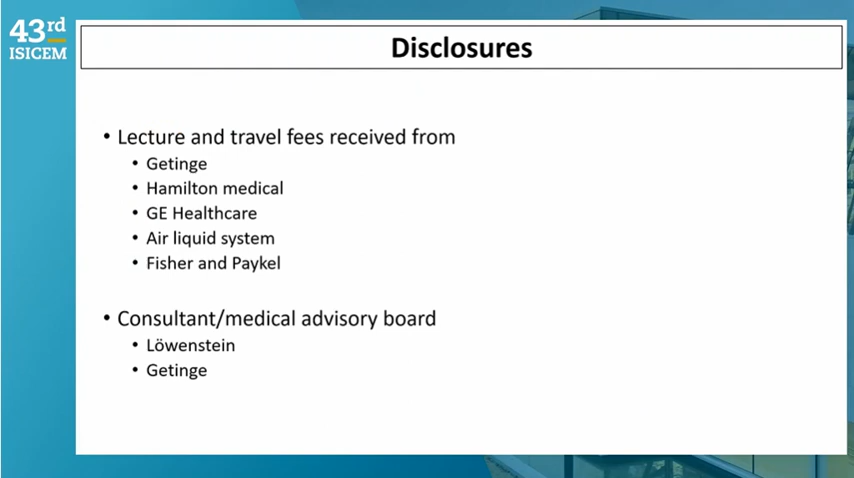 43rd
ISICEM
Disclosures
• Lecture and travel fees received from
• Getinge
• Hamilton medical
• GE Healthcare
• Air liquid system
• Fisher and Paykel
• Consultant/medical advisory board
• Löwenstein
• Getinge